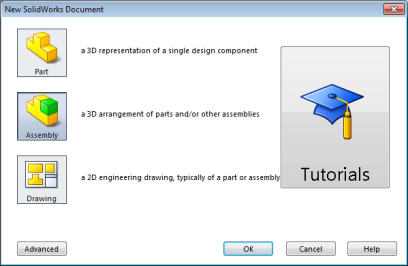 New SolidWorks Document
a 3D representation of a single design component
Part
a 3D arrangement of parts and/or other assemblies
Assembly
a 2D engineering drawing, typically of a part or assembly
Drawing
Tutorials
Advanced
OK
Cancel
Help